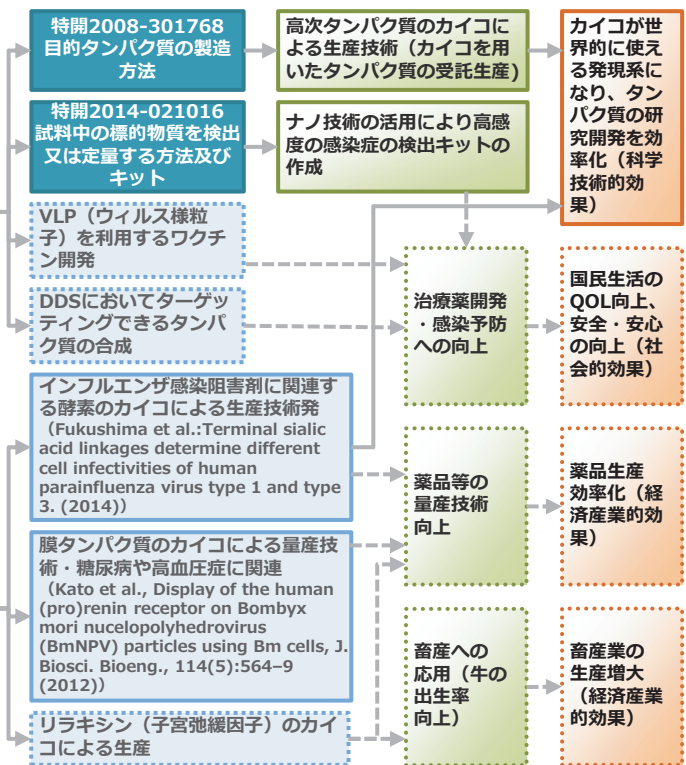 特開2008-301768
目的タンパク質の製造
方法
高次タンパク質のカイコに
よる生産技術（カイコを用
いたタンパク質の受託生産)
カイコが世
界的に使え
る発現系に
なり、タン
パク質の研
究開発を効
率化（科学
技術的効
果）
特開2014-021016
試料中の標的物質を検出
又は定量する方法及び
キット
ナノ技術の活用により高感
度の感染症の検出キットの
作成
VLP（ウィルス様粒
子）を利用するワクチ
ン開発
DDSにおいてターゲッ
ティングできるタンパ
ク質の合成
治療薬開発
・感染予防
への向上
国民生活の
QOL向上、
安全・安心
の向上（社
会的効果）
インフルエンザ感染阻害剤に関連す
る酵素のカイコによる生産技術発
（Fukushima et al.:Terminal sialic
acid linkages determine different
cell infectivities of human
parainfluenza virus type 1 and type
3. (2014)）
薬品等の
量産技術
向上
薬品生産
効率化（経
済産業的効
果）
膜タンパク質のカイコによる量産技
術・糖尿病や高血圧症に関連
（Kato et al., Display of the human
(pro)renin receptor on Bombyx
mori nucelopolyhedrovirus
(BmNPV) particles using Bm cells, J.
Biosci. Bioeng., 114(5):564–9
(2012)）
リラキシン（子宮弛緩因子）のカイ
コによる生産
畜産への
応用（牛の
出生率
向上）
畜産業の
生産増大
（経済産業
的効果）